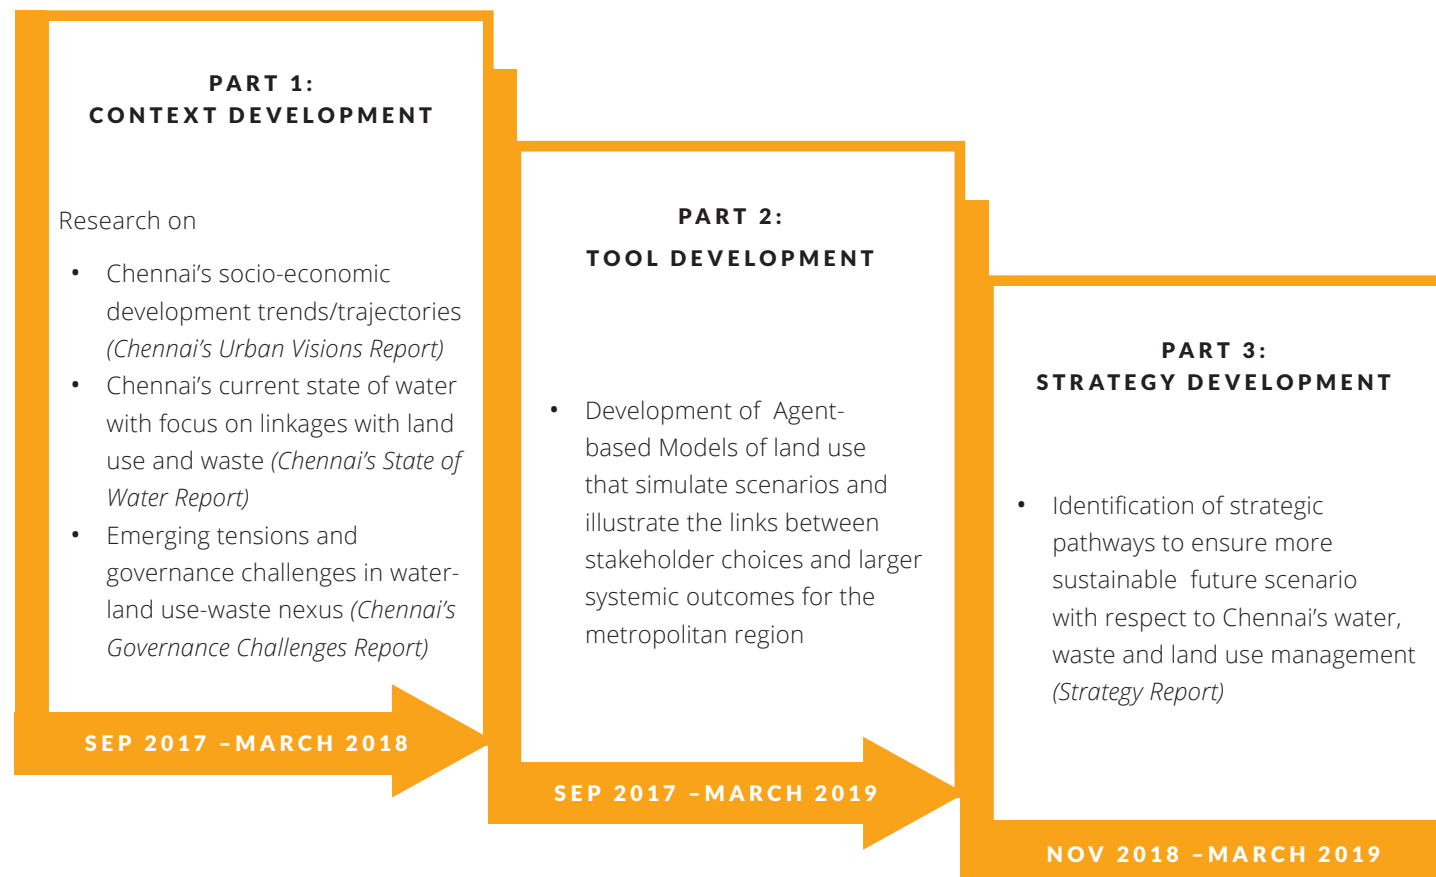 PART 1:
CONTEXT DEVELOPMENT
Research on
• Chennai's socio-economic
development trends/trajectories
(Chennai's Urban Visions Report)
• Chennai's current state of water
with focus on linkages with land
use and waste (Chennai's State of
Water Report)
• Emerging tensions and
governance challenges in water-
land use-waste nexus (Chennai's
Governance Challenges Report)
SEP 2017 –MARCH 2018
PART 2:
TOOL DEVELOPMENT
• Development of  Agent-
based Models of land use
that simulate scenarios and
illustrate the links between
stakeholder choices and larger
systemic outcomes for the
metropolitan region
SEP 2017 –MARCH 2019
PART 3:
STRATEGY DEVELOPMENT
• Identification of strategic
pathways to ensure more
sustainable  future scenario
with respect to Chennai's water,
waste and land use management
(Strategy Report)
NOV 2018 –MARCH 2019